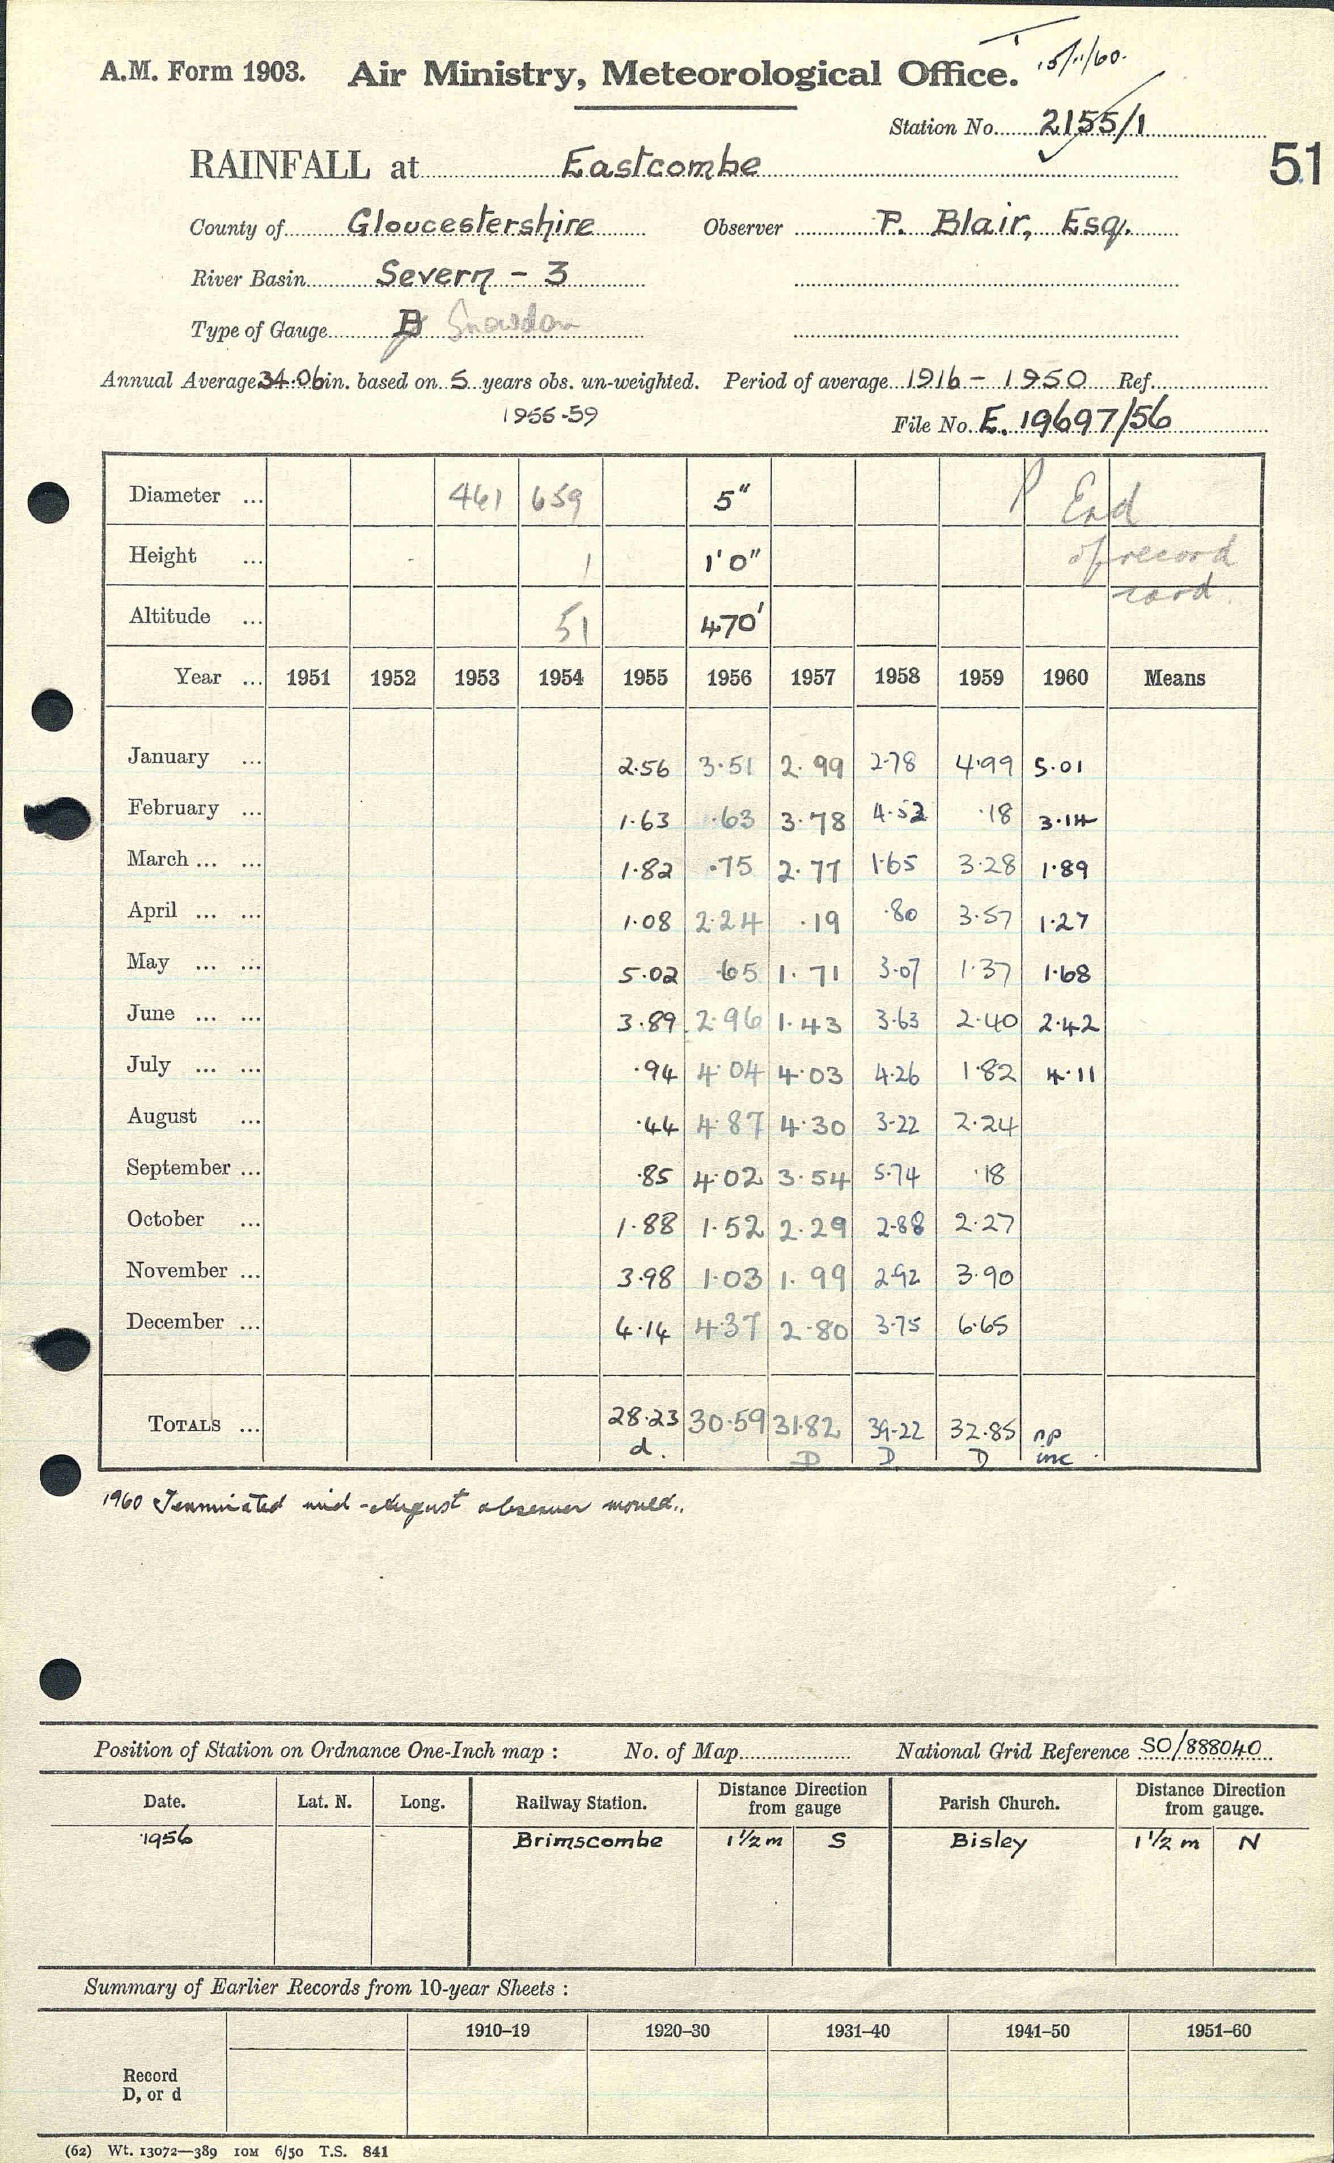 15/11/60.
A.M. Form 1903. Air Ministry, Meteorological Office.
Station No. 2155/1
51
RAINFALL at Eastcombe
County of Gloucestershire Observer P. Blair, Esq.
River Basin Severn - 3
Type of Gauge B Snowdon
Annual Average 34.06 in. based on 5 years obs. un-weighted. Period of average 1916 - 1950 Ref.
1955-59
File No. E. 19697/56
Diameter ... 461 659 5" End
Height ... 1 1'0" of record
card.
Altitude ... 51 470'
Year ... 1951 1952 1953 1954 1955 1956 1957 1958 1959 1960 Means
January ... 2.56 3.51 2.99 2.78 4.99 5.01
February ... 1.63 .63 3.78 4.52 .18 3.14
March ... ... 1.82 .75 2.77 1.65 3.28 1.89
April ... ... 1.08 2.24 .19 .80 3.57 1.27
May ... ... 5.02 .65 1.71 3.07 1.37 1.68
June ... ... 3.89 2.96 1.43 3.63 2.40 2.42
July ... ... .94 4.04 4.03 4.26 1.82 4.11
August ... .44 4.87 4.30 3.22 2.24
September ... .85 4.02 3.54 5.74 .18
October ... 1.88 1.52 2.29 2.88 2.27
November ... 3.98 1.03 1.99 2.92 3.90
December ... 4.14 4.37 2.80 3.75 6.65
TOTALS ... 28.23 30.59 31.82 39.22 32.85 np
d. D D D inc
1960 Terminated mid-August observer moved.
Position of Station on Ordnance One-Inch map : No. of Map National Grid Reference SO/888040
Date. Lat. N. Long. Railway Station. Distance Direction from gauge Parish Church. Distance Direction from gauge.
1956 Brimscombe 1 1/2 m S Bisley 1 1/2 m N
Summary of Earlier Records from 10-year Sheets :
1910–19 1920–30 1931–40 1941–50 1951–60
Record
D, or d
(62) Wt. 13072—389 10M 6/50 T.S. 841